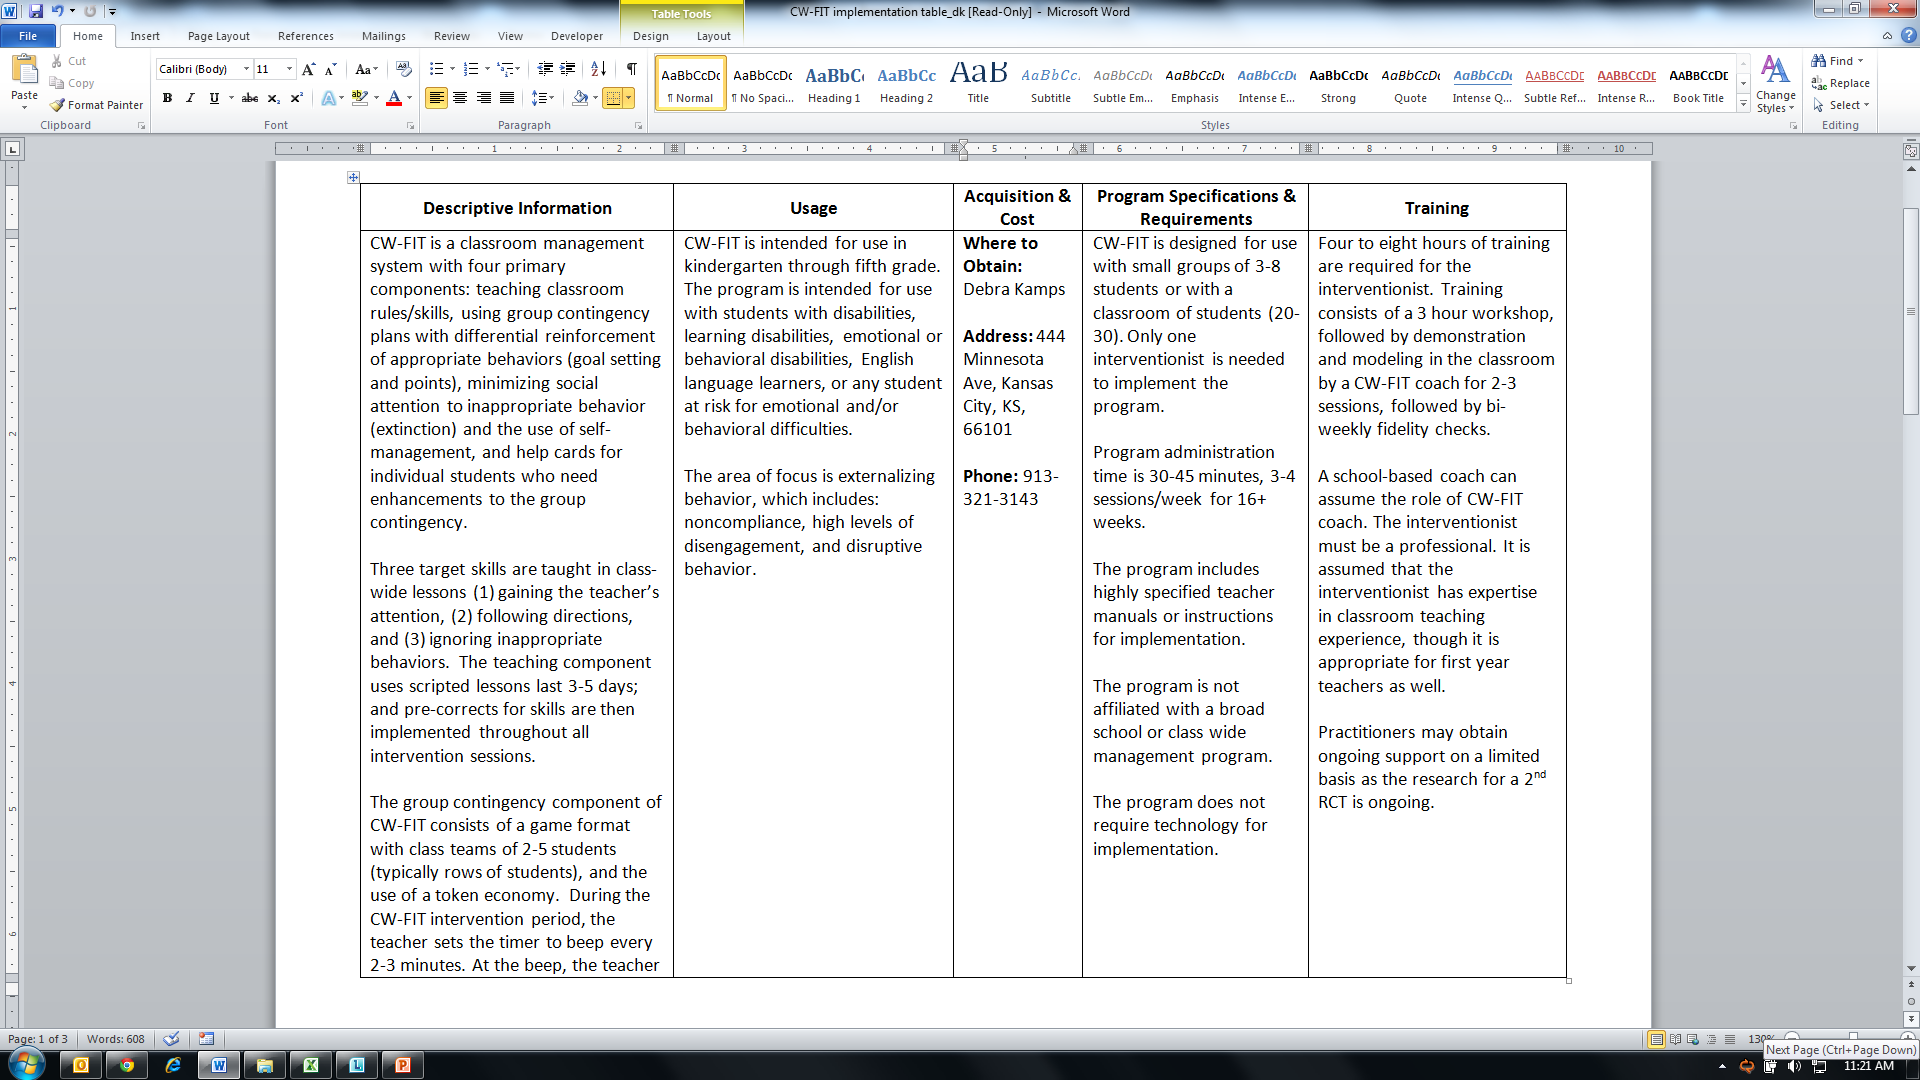 CW-FIT implementation table_dk [Read-Only] - Microsoft Word
Table Tools
File Home Insert Page Layout References Mailings Review View Developer Design Layout
Cut
Copy
Format Painter
Paste
Clipboard
Calibri (Body) 11
Font
Paragraph
AaBbCcDc AaBbCcDc AaBbCc AaBbCc AaB AaBbCc. AaBbCcDc AaBbCcDc AaBbCcDc AaBbCcDc AaBbCcDc AaBbCcDc AABBCCDE AABBCCDE AABBCCDE
¶ Normal ¶ No Spaci... Heading 1 Heading 2 Title Subtitle Subtle Em... Emphasis Intense E... Strong Quote Intense Q... Subtle Ref... Intense R... Book Title
Styles
Change
Styles
Find
Replace
Select
Editing
1 2 3 4 5 6 7 8 9 10
Descriptive Information
CW-FIT is a classroom management
system with four primary
components: teaching classroom
rules/skills, using group contingency
plans with differential reinforcement
of appropriate behaviors (goal setting
and points), minimizing social
attention to inappropriate behavior
(extinction) and the use of self-
management, and help cards for
individual students who need
enhancements to the group
contingency.
Three target skills are taught in class-
wide lessons (1) gaining the teacher's
attention, (2) following directions,
and (3) ignoring inappropriate
behaviors. The teaching component
uses scripted lessons last 3-5 days;
and pre-corrects for skills are then
implemented throughout all
intervention sessions.
The group contingency component of
CW-FIT consists of a game format
with class teams of 2-5 students
(typically rows of students), and the
use of a token economy. During the
CW-FIT intervention period, the
teacher sets the timer to beep every
2-3 minutes. At the beep, the teacher
Usage
CW-FIT is intended for use in
kindergarten through fifth grade.
The program is intended for use
with students with disabilities,
learning disabilities, emotional or
behavioral disabilities, English
language learners, or any student
at risk for emotional and/or
behavioral difficulties.
The area of focus is externalizing
behavior, which includes:
noncompliance, high levels of
disengagement, and disruptive
behavior.
Acquisition &
Cost
Where to
Obtain:
Debra Kamps
Address: 444
Minnesota
Ave, Kansas
City, KS,
66101
Phone: 913-
321-3143
Program Specifications &
Requirements
CW-FIT is designed for use
with small groups of 3-8
students or with a
classroom of students (20-
30). Only one
interventionist is needed
to implement the
program.
Program administration
time is 30-45 minutes, 3-4
sessions/week for 16+
weeks.
The program includes
highly specified teacher
manuals or instructions
for implementation.
The program is not
affiliated with a broad
school or class wide
management program.
The program does not
require technology for
implementation.
Training
Four to eight hours of training
are required for the
interventionist. Training
consists of a 3 hour workshop,
followed by demonstration
and modeling in the classroom
by a CW-FIT coach for 2-3
sessions, followed by bi-
weekly fidelity checks.
A school-based coach can
assume the role of CW-FIT
coach. The interventionist
must be a professional. It is
assumed that the
interventionist has expertise
in classroom teaching
experience, though it is
appropriate for first year
teachers as well.
Practitioners may obtain
ongoing support on a limited
basis as the research for a 2nd
RCT is ongoing.
Page: 1 of 3 Words: 608
130%
Next Page (Ctrl+Page Down)
11:21 AM